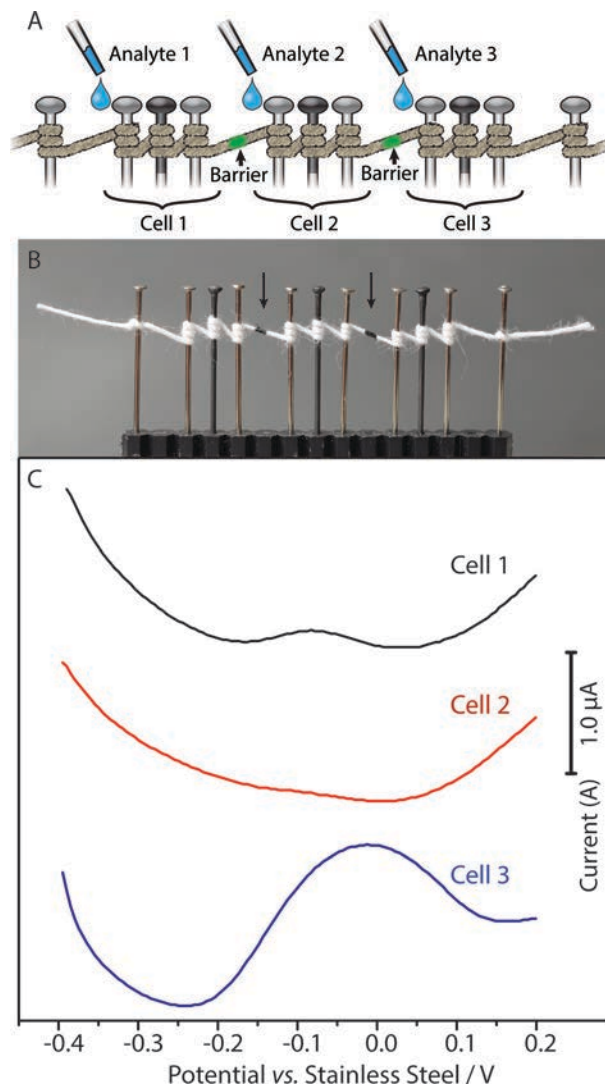 A
Analyte 1
Analyte 2
Analyte 3
Barrier
Barrier
Cell 1
Cell 2
Cell 3
B
C
Cell 1
Cell 2
Cell 3
1.0 µA
Current (A)
-0.4 -0.3 -0.2 -0.1 0.0 0.1 0.2
Potential vs. Stainless Steel / V